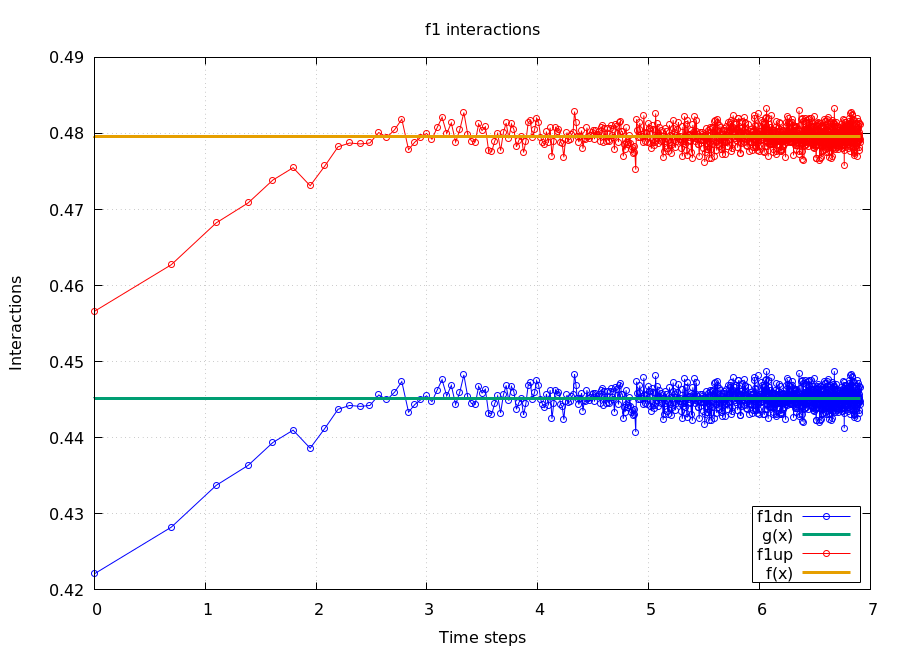 f1 interactions
0.49
0.48
0.47
0.46
0.45
0.44
0.43
0.42
Interactions
0 1 2 3 4 5 6 7
Time steps
f1dn
g(x)
f1up
f(x)